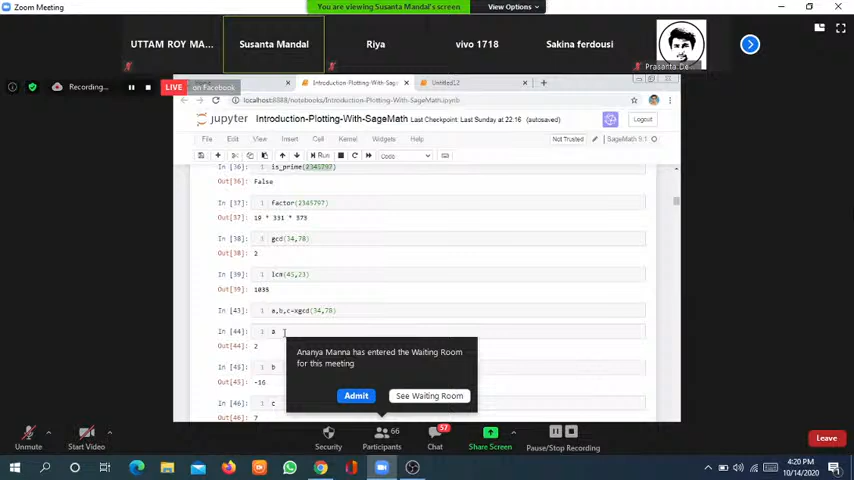 Zoom Meeting
You are viewing Susanta Mandal's screen
View Options
UTTAM ROY MA...
Susanta Mandal
Riya
vivo 1718
Sakina ferdousi
Prasanta De
Recording...
LIVE on Facebook
Introduction-Plotting-With-SageMa
Untitled12
localhost:8888/notebooks/Introduction-Plotting-With-SageMath.ipynb
jupyter Introduction-Plotting-With-SageMath Last Checkpoint: Last Sunday at 22:16 (autosaved)
Logout
File Edit View Insert Cell Kernel Widgets Help
Not Trusted
SageMath 9.1
Run
Code
In [36]: 1 is_prime(2345797)
Out[36]: False
In [37]: 1 factor(2345797)
Out[37]: 19 * 331 * 373
In [38]: 1 gcd(34,78)
Out[38]: 2
In [39]: 1 lcm(45,23)
Out[39]: 1035
In [43]: 1 a,b,c=xgcd(34,78)
In [44]: 1 a
Out[44]: 2
In [45]: 1 b
Out[45]: -16
In [46]: 1 c
Out[46]: 7
Ananya Manna has entered the Waiting Room
for this meeting
Admit
See Waiting Room
Unmute
Start Video
Security
66
Participants
57
Chat
Share Screen
Pause/Stop Recording
Leave
4:20 PM
10/14/2020